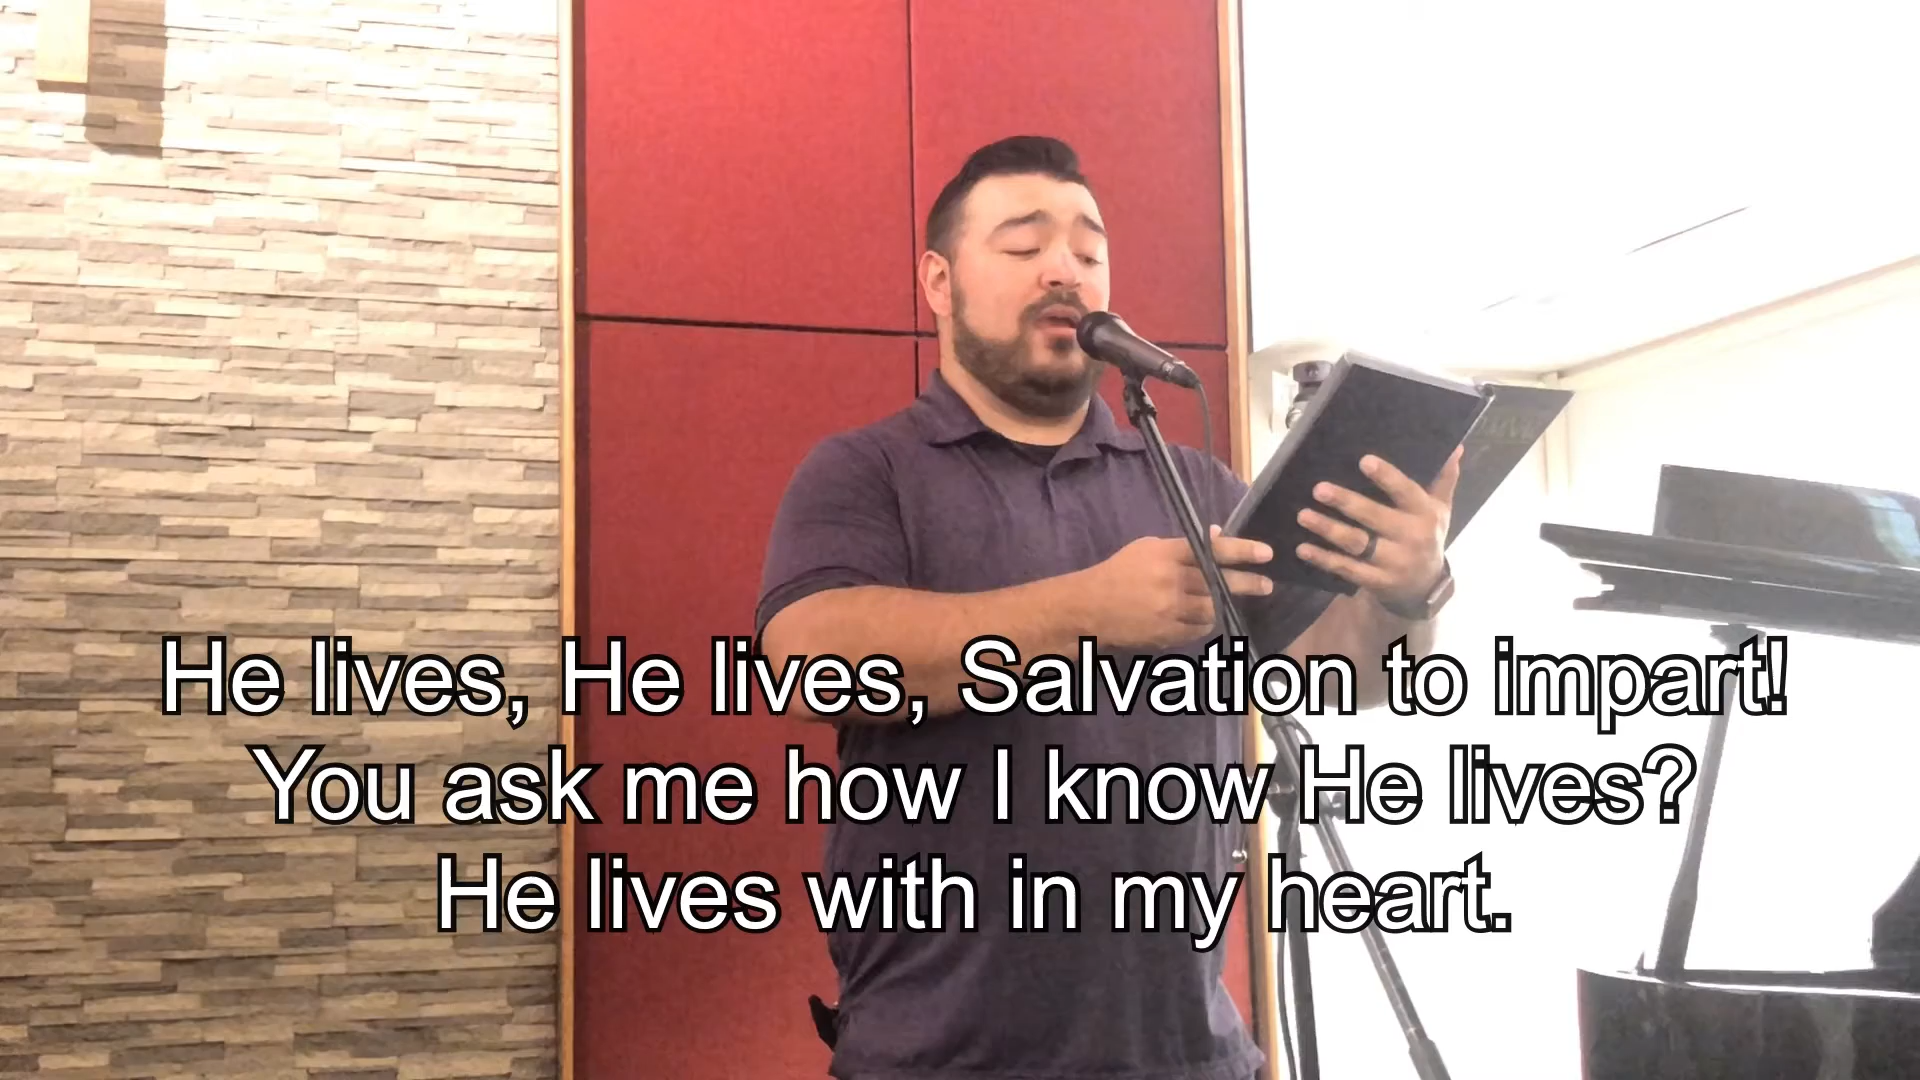 He lives, He lives, Salvation to impart!
You ask me how I know He lives?
He lives with in my heart.